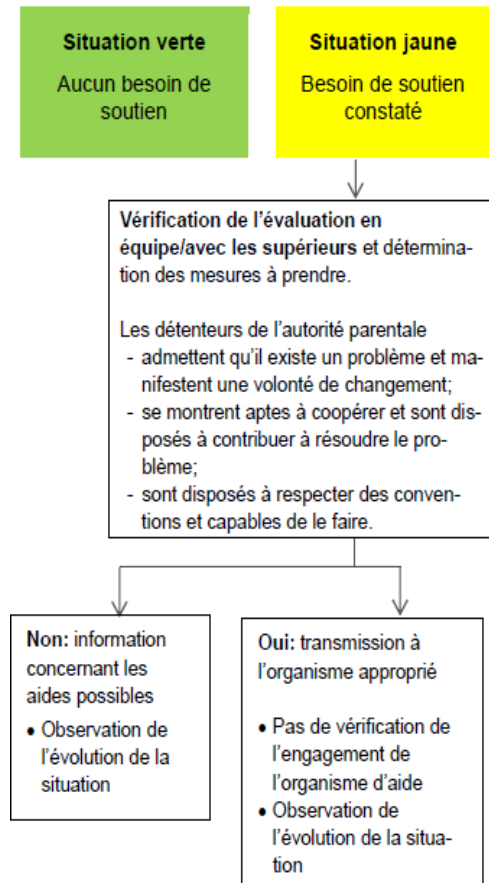 Situation verte
Aucun besoin de
soutien
Situation jaune
Besoin de soutien
constaté
Vérification de l'évaluation en
équipe/avec les supérieurs et détermina-
tion des mesures à prendre.
Les détenteurs de l'autorité parentale
- admettent qu'il existe un problème et ma-
nifestent une volonté de changement;
- se montrent aptes à coopérer et sont dis-
posés à contribuer à résoudre le pro-
blème;
- sont disposés à respecter des conven-
tions et capables de le faire.
Non: information
concernant les
aides possibles
• Observation de
l'évolution de la
situation
Oui: transmission à
l'organisme approprié
• Pas de vérification de
l'engagement de
l'organisme d'aide
• Observation de
l'évolution de la situa-
tion